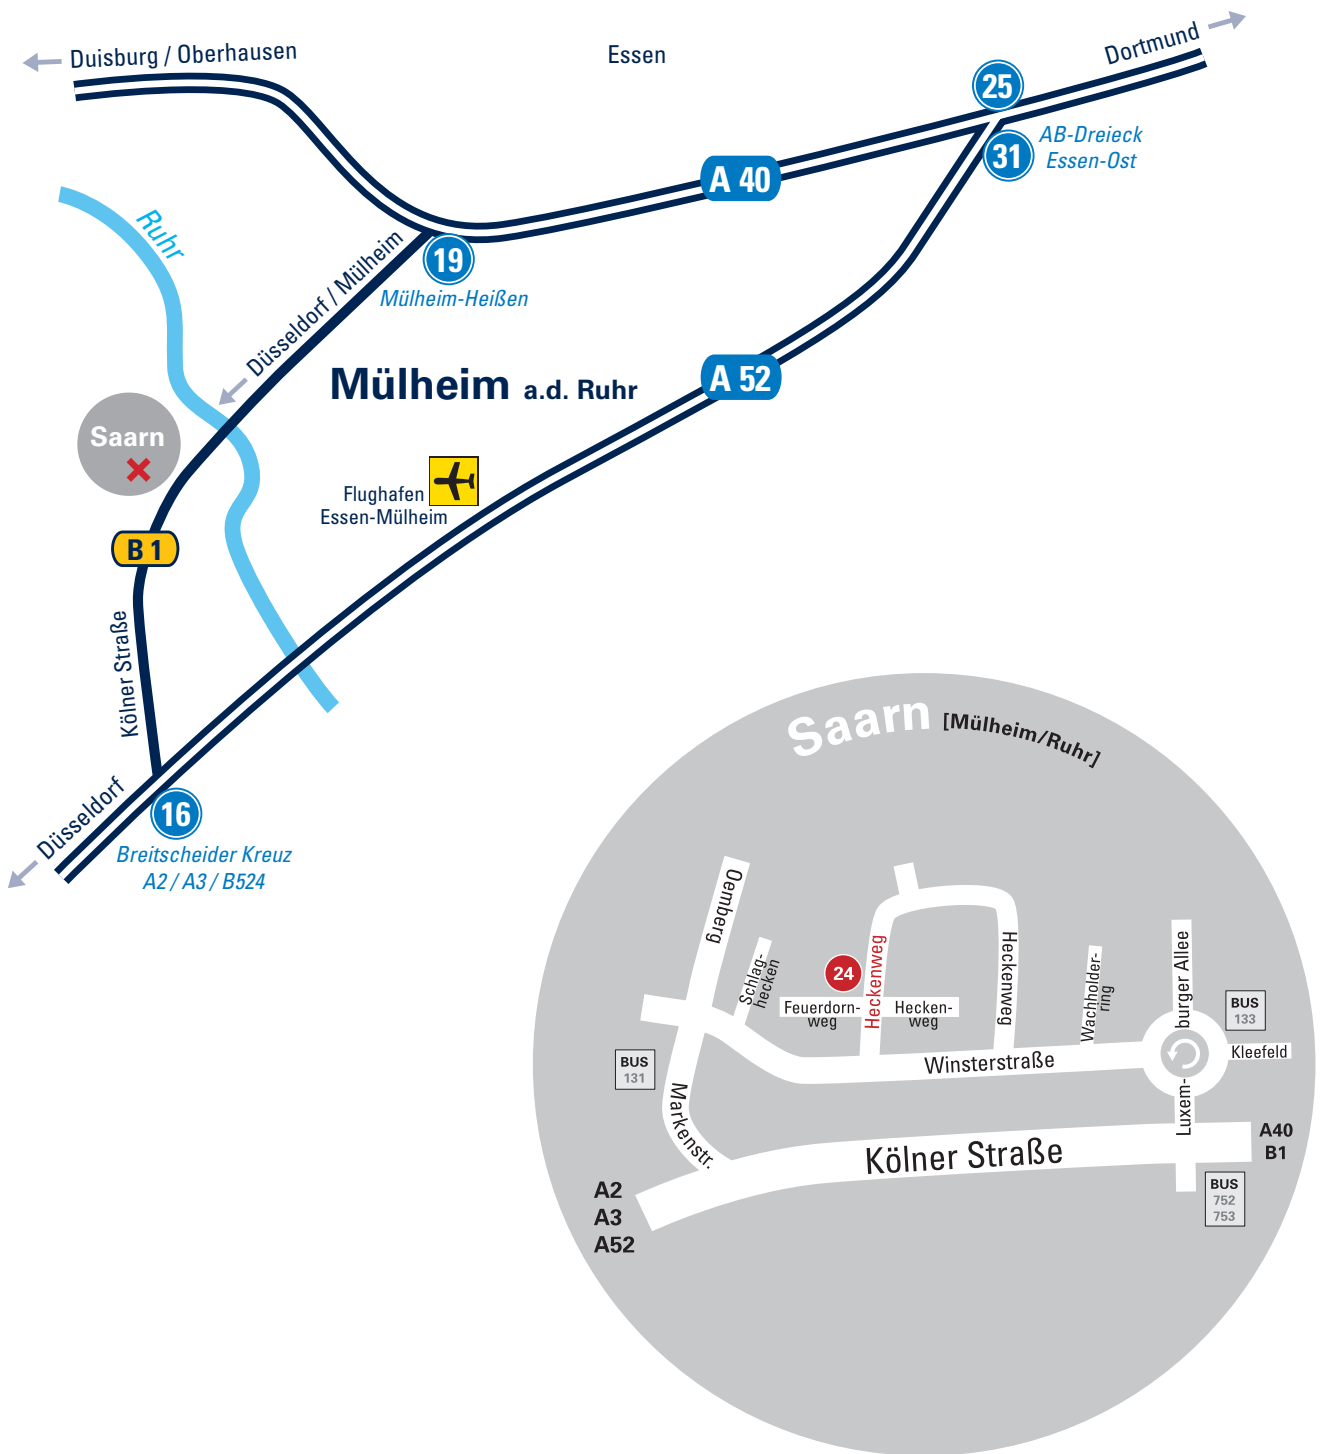 Duisburg / Oberhausen
Essen
Dortmund
25
31
AB-Dreieck
Essen-Ost
A 40
Ruhr
19
Mülheim-Heißen
Düsseldorf / Mülheim
Mülheim a.d. Ruhr
A 52
Saarn
Flughafen
Essen-Mülheim
B 1
Kölner Straße
Düsseldorf
16
Breitscheider Kreuz
A2 / A3 / B524
Saarn [Mülheim/Ruhr]
Oemberg
Schlag-
hecken
24
Feuerdorn-
weg
Heckenweg
Hecken-
weg
Heckenweg
Wachholder-
ring
Luxem-
burger Allee
BUS
133
Kleefeld
Winsterstraße
BUS
131
Markenstr.
Kölner Straße
A40
B1
BUS
752
753
A2
A3
A52